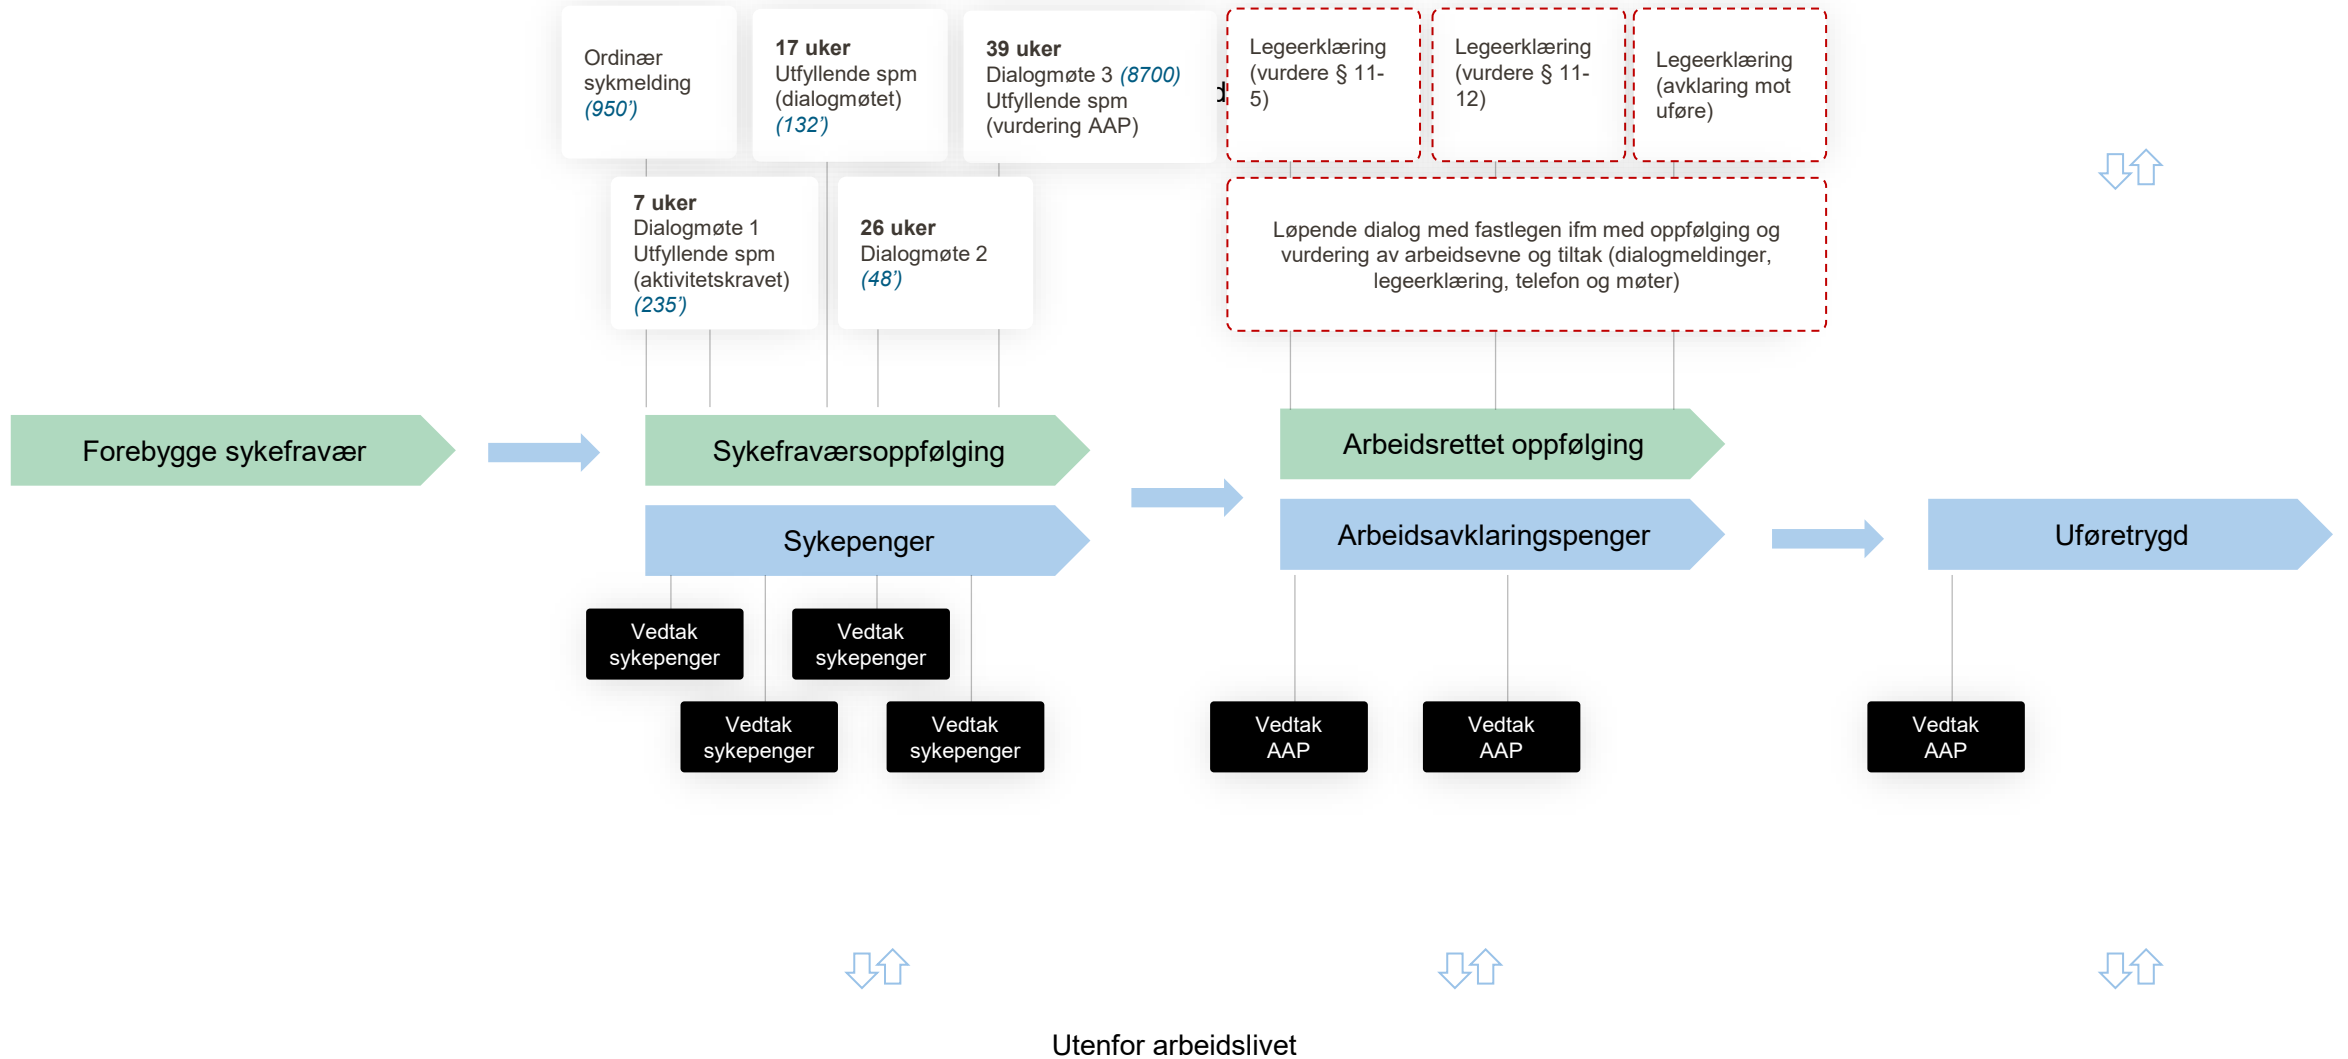 Ordinær
sykmelding
(950’)
17 uker
Utfyllende spm
(dialogmøtet)
(132’)
39 uker
Dialogmøte 3 (8700)
Utfyllende spm
(vurdering AAP)
Legeerklæring
(vurdere § 11-
5)
Legeerklæring
(vurdere § 11-
12)
Legeerklæring
(avklaring mot
uføre)
7 uker
Dialogmøte 1
Utfyllende spm
(aktivitetskravet)
(235’)
26 uker
Dialogmøte 2
(48’)
Løpende dialog med fastlegen ifm med oppfølging og
vurdering av arbeidsevne og tiltak (dialogmeldinger,
legeerklæring, telefon og møter)
Forebygge sykefravær
Sykefraværsoppfølging
Arbeidsrettet oppfølging
Sykepenger
Arbeidsavklaringspenger
Uføretrygd
Vedtak
sykepenger
Vedtak
sykepenger
Vedtak
sykepenger
Vedtak
sykepenger
Vedtak
AAP
Vedtak
AAP
Vedtak
AAP
Utenfor arbeidslivet